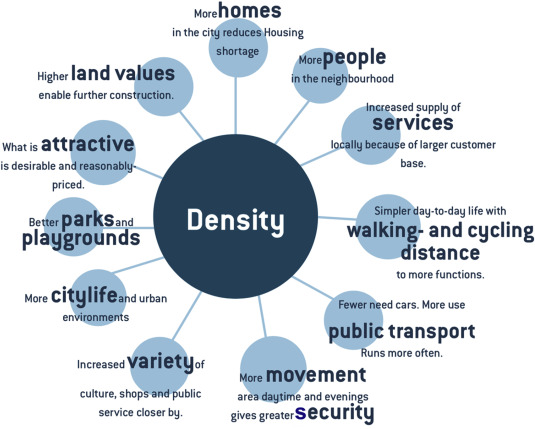 More homes
in the city reduces Housing
shortage
More people
in the neighbourhood
Increased supply of
services
locally because of larger customer
base.
Simpler day-to-day life with
walking- and cycling
distance
to more functions.
Fewer need cars. More use
public transport
Runs more often.
More movement
area daytime and evenings
gives greater security
Increased variety of
culture, shops and public
service closer by.
More citylife and urban
environments
Better parks and
playgrounds
What is attractive
is desirable and reasonably-
priced.
Higher land values
enable further construction.
Density